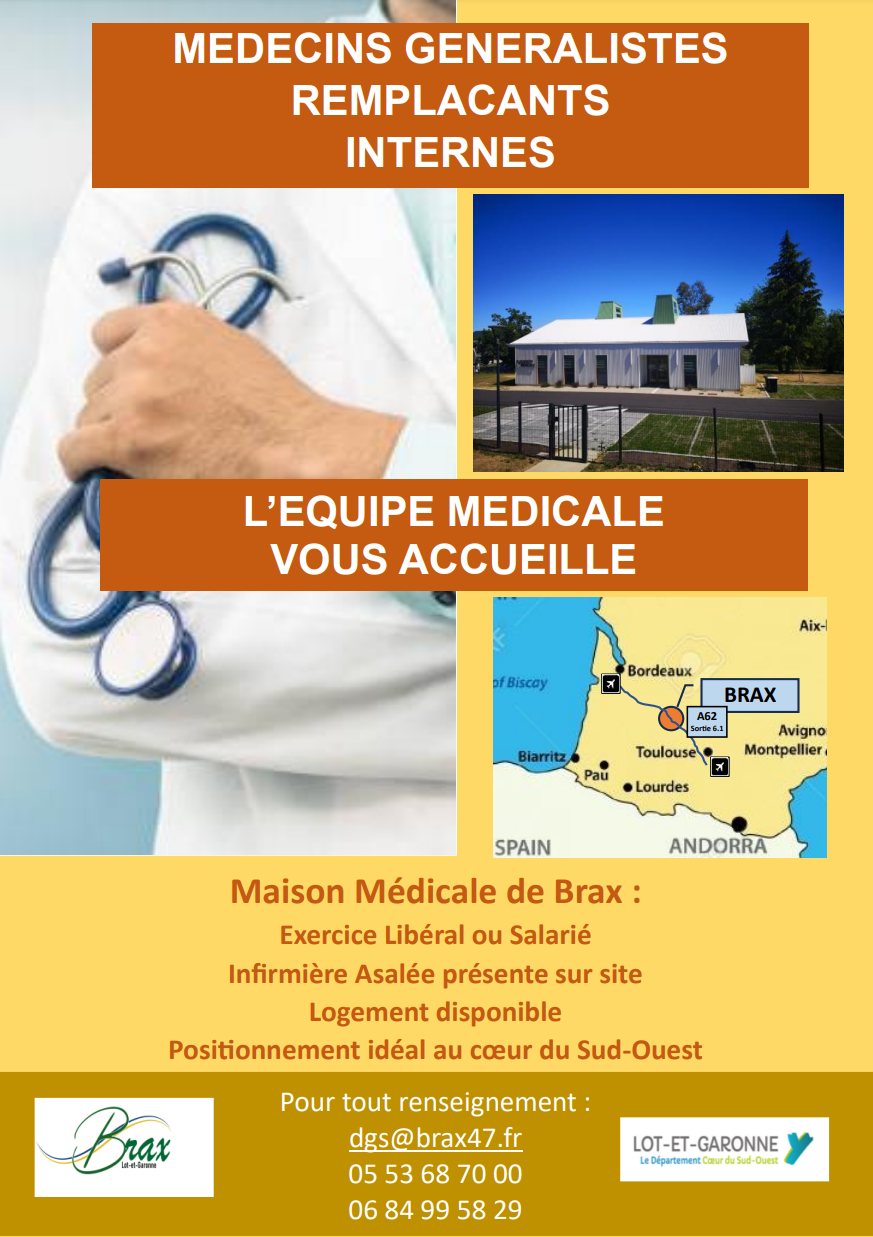 MEDECINS GENERALISTES
REMPLACANTS
INTERNES
L'EQUIPE MEDICALE
VOUS ACCUEILLE
Aix-
Bordeaux
of Biscay
BRAX
A62
Sortie 6.1
Avigno
Toulouse
Montpellier
Biarritz
Pau
Lourdes
SPAIN
ANDORRA
Maison Médicale de Brax :
Exercice Libéral ou Salarié
Infirmière Asalée présente sur site
Logement disponible
Positionnement idéal au cœur du Sud-Ouest
Pour tout renseignement :
dgs@brax47.fr
05 53 68 70 00
06 84 99 58 29
Brax
Lot-et-Garonne
LOT-ET-GARONNE
Le Département Cœur du Sud-Ouest